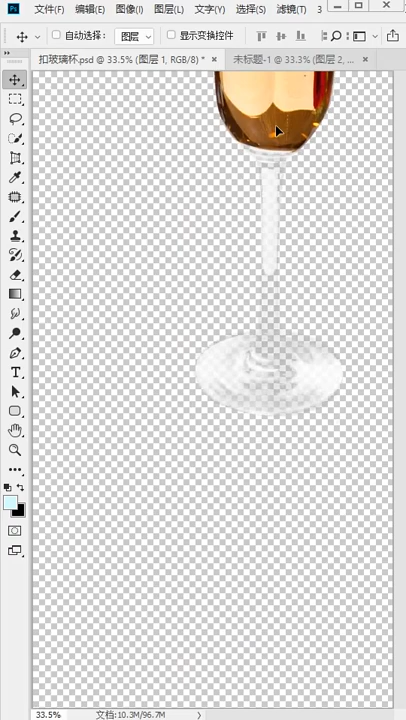 Ps 文件(F) 编辑(E) 图像(I) 图层(L) 文字(Y) 选择(S) 滤镜(T) 3
自动选择： 图层 显示变换控件
扣玻璃杯.psd @ 33.5% (图层 1, RGB/8) * × 未标题-1 @ 33.3% (图层 2, ... ×
T
33.5% 文档:10.3M/96.7M